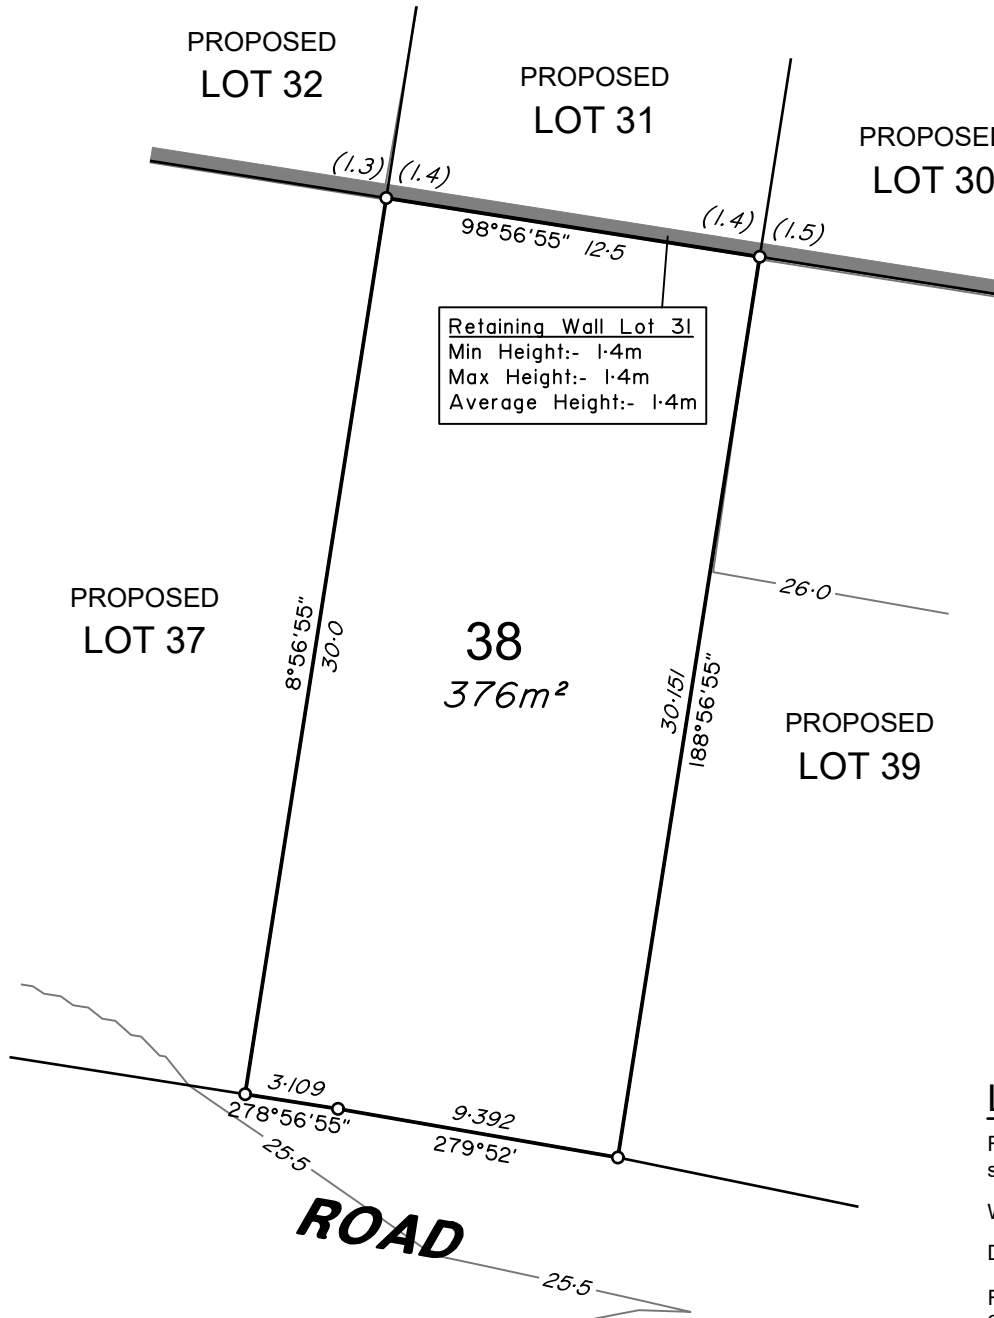 PROPOSED
LOT 32
PROPOSED
LOT 31
PROPOSED
LOT 30
(1.3) (1.4)
(1.4) (1.5)
98°56'55" 12·5
Retaining Wall Lot 31
Min Height:- 1·4m
Max Height:- 1·4m
Average Height:- 1·4m
26·0
PROPOSED
LOT 37
8°56'55"
30·0
38
376m²
30·151
188°56'55"
PROPOSED
LOT 39
3·109
278°56'55"
9·392
279°52'
25·5
ROAD
25·5